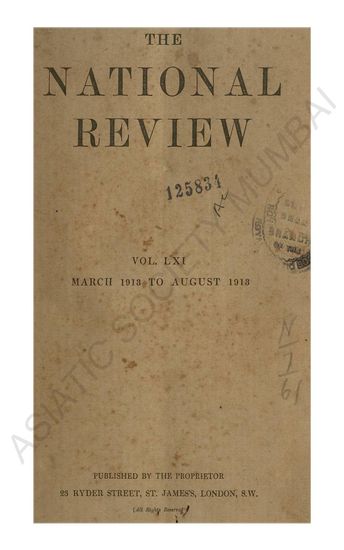 THE
NATIONAL
REVIEW
125834
VOL. LXI
MARCH 1913 TO AUGUST 1913
N
61
PUBLISHED BY THE PROPRIETOR
23 RYDER STREET, ST. JAMES'S, LONDON, S.W.
[All Rights Reserved]
ASIATIC SOCIETY MUMBAI